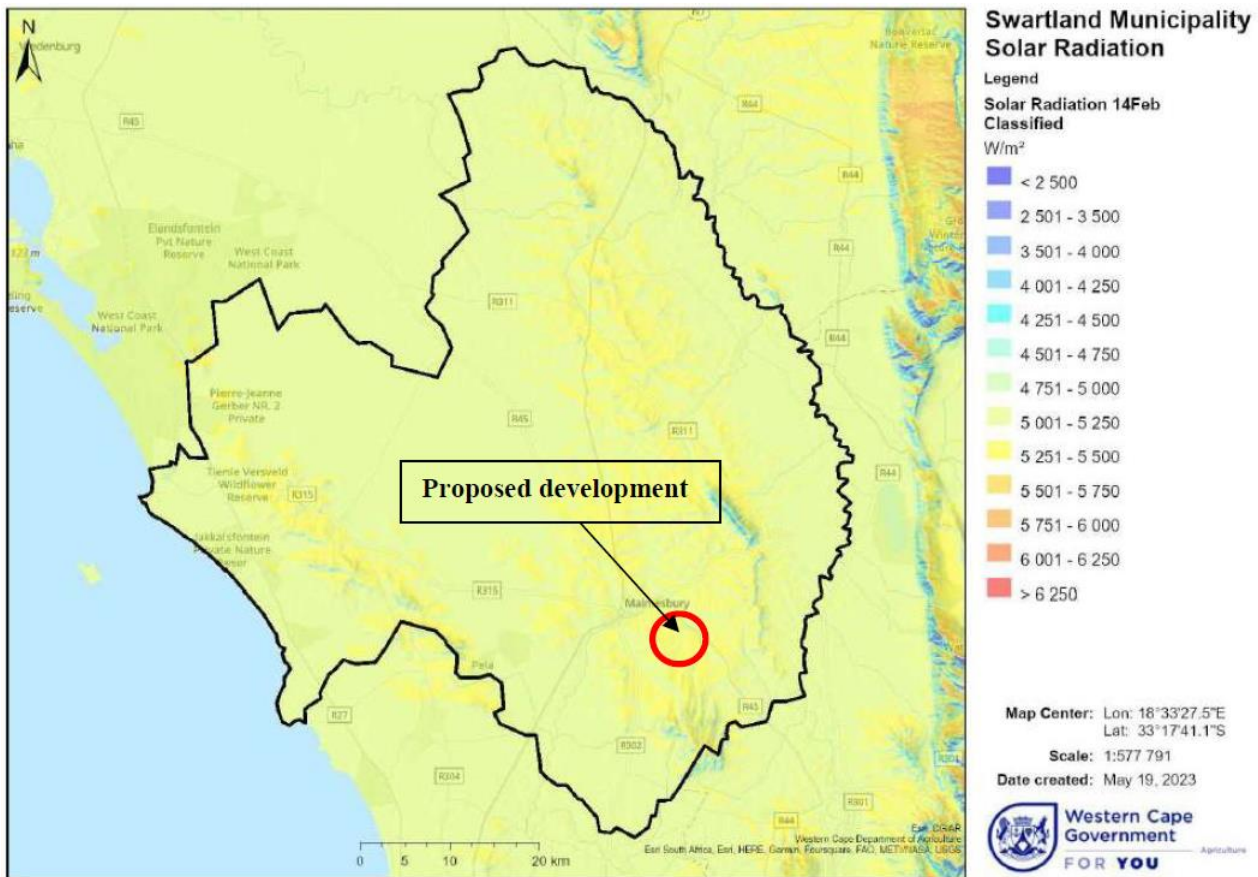 Swartland Municipality
Solar Radiation
Legend
Solar Radiation 14Feb
Classified
W/m²
< 2 500
2 501 - 3 500
3 501 - 4 000
4 001 - 4 250
4 251 - 4 500
4 501 - 4 750
4 751 - 5 000
5 001 - 5 250
5 251 - 5 500
5 501 - 5 750
5 751 - 6 000
6 001 - 6 250
> 6 250
Map Center: Lon: 18°33'27.5"E
Lat: 33°17'41.1"S
Scale: 1:577 791
Date created: May 19, 2023
Western Cape
Government
Agriculture
FOR YOU
N
R45
R44
R44
R44
R44
Elandsfontein
Pvt Nature
Reserve
West Coast
National Park
West Coast
National Park
R311
Pierre-Jeanne
Gerber NR. 2
Private
R45
R311
Tienie Versveld
Wildflower
Reserve
R315
R44
Proposed development
R315
Malmesbury
Pela
R27
R45
R302
R304
R301
R301
R44
0 5 10 20 km
Western Cape Department of Agriculture
Esri South Africa, Esri, HERE, Garmin, Foursquare, FAO, METI/NASA, USGS